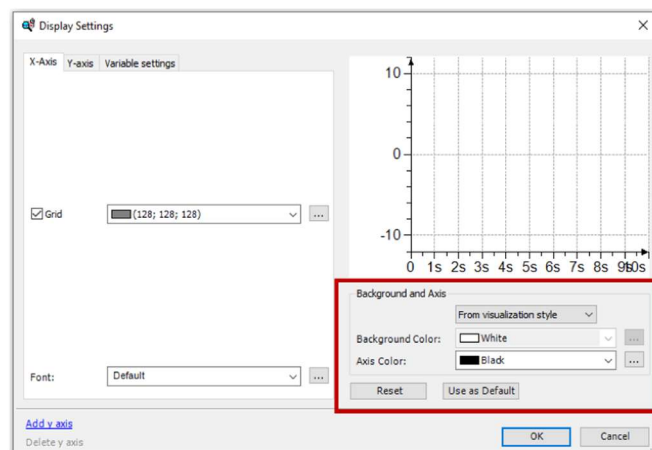 Display Settings
X-Axis Y-axis Variable settings
Grid (128; 128; 128) ...
Font: Default ...
10
0
-10
0 1s 2s 3s 4s 5s 6s 7s 8s 9s 10s
Background and Axis
From visualization style
Background Color: White ...
Axis Color: Black ...
Reset Use as Default
Add y axis
Delete y axis
OK Cancel